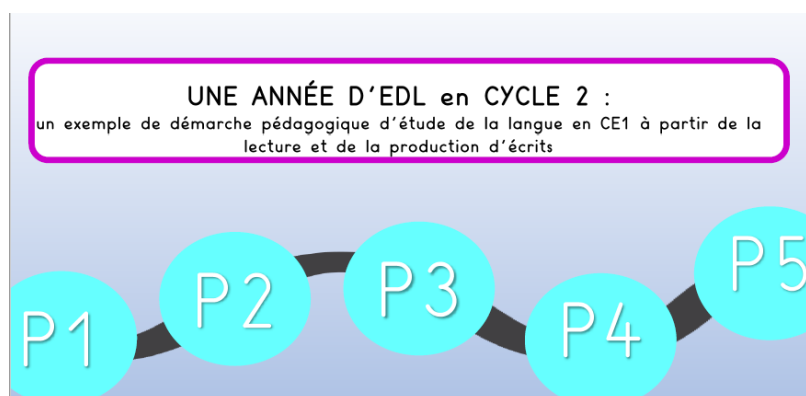 UNE ANNÉE D'EDL en CYCLE 2 :
un exemple de démarche pédagogique d'étude de la langue en CE1 à partir de la
lecture et de la production d'écrits
P1
P2
P3
P4
P5